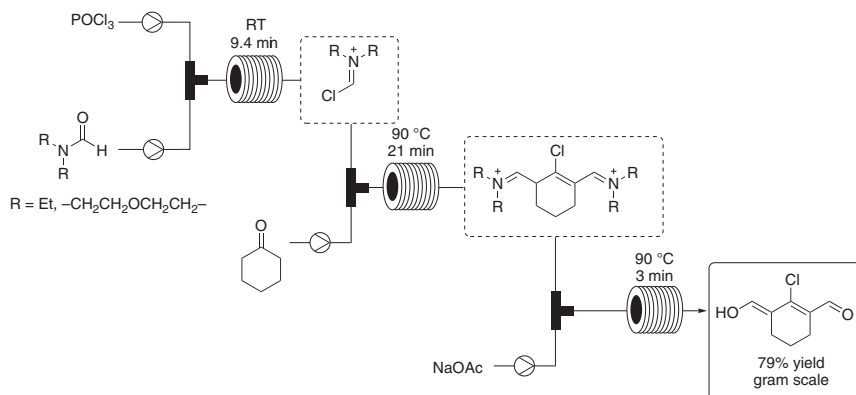 POCl₃
RT
9.4 min
R
R
+
N
Cl
O
R
N
H
R
R = Et, –CH₂CH₂OCH₂CH₂–
90 °C
21 min
O
Cl
R
+
N
R
+
N
R
R
90 °C
3 min
NaOAc
Cl
HO
O
79% yield
gram scale